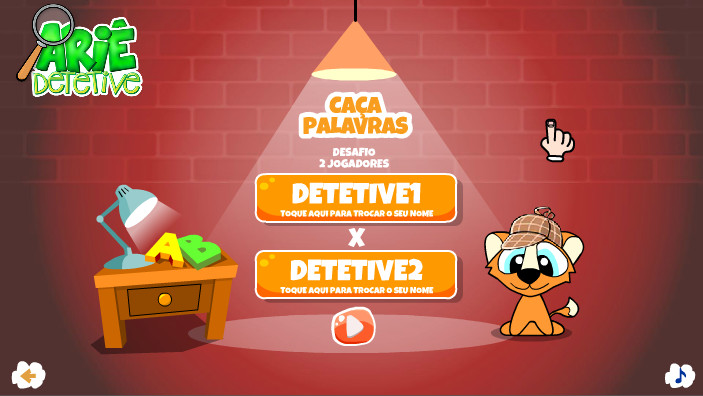 ARIÊ
DETETIVE
CAÇA
PALAVRAS
DESAFIO
2 JOGADORES
DETETIVE1
TOQUE AQUI PARA TROCAR O SEU NOME
X
DETETIVE2
TOQUE AQUI PARA TROCAR O SEU NOME
AB